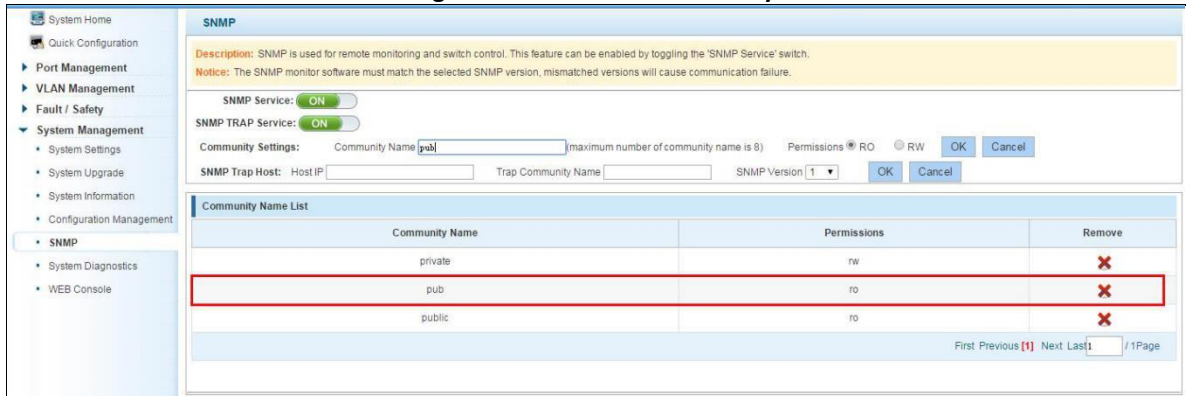 System Home
Quick Configuration
Port Management
VLAN Management
Fault / Safety
System Management
System Settings
System Upgrade
System Information
Configuration Management
SNMP
System Diagnostics
WEB Console
SNMP
Description: SNMP is used for remote monitoring and switch control. This feature can be enabled by toggling the 'SNMP Service' switch.
Notice: The SNMP monitor software must match the selected SNMP version, mismatched versions will cause communication failure.
SNMP Service: ON
SNMP TRAP Service: ON
Community Settings: Community Name pub (maximum number of community name is 8) Permissions RO RW OK Cancel
SNMP Trap Host: Host IP Trap Community Name SNMP Version 1 OK Cancel
Community Name List
Community Name Permissions Remove
private rw
pub ro
public ro
First Previous [1] Next Last 1 / 1Page